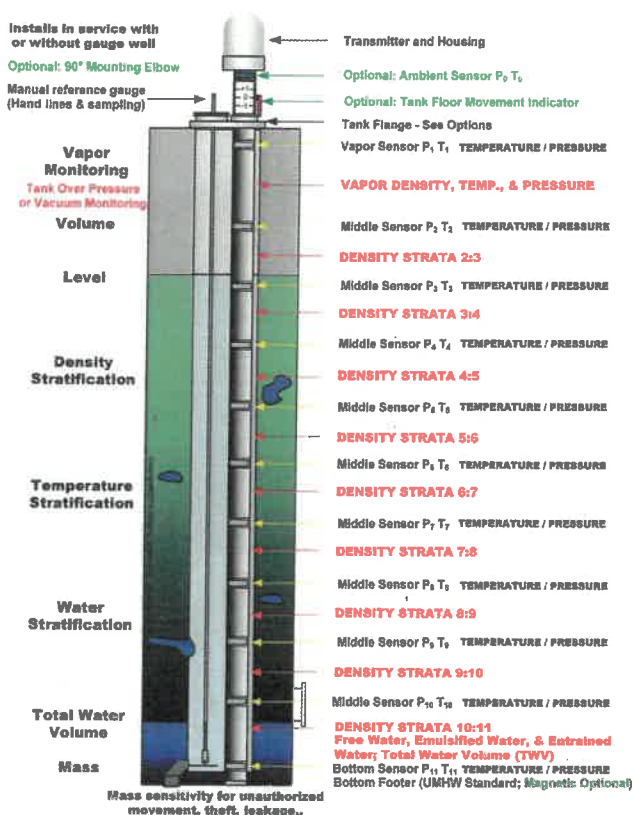 Installs in service with
or without gauge well
Optional: 90° Mounting Elbow
Manual reference gauge
(Hand lines & sampling)
Vapor
Monitoring
Tank Over Pressure
or Vacuum Monitoring
Volume
Level
Density
Stratification
Temperature
Stratification
Water
Stratification
Total Water
Volume
Mass
Mass sensitivity for unauthorized
movement, theft, leakage..
Transmitter and Housing
Optional: Ambient Sensor P₀ T₀
Optional: Tank Floor Movement Indicator
Tank Flange - See Options
Vapor Sensor P₁ T₁ TEMPERATURE / PRESSURE
VAPOR DENSITY, TEMP., & PRESSURE
Middle Sensor P₂ T₂ TEMPERATURE / PRESSURE
DENSITY STRATA 2:3
Middle Sensor P₃ T₃ TEMPERATURE / PRESSURE
DENSITY STRATA 3:4
Middle Sensor P₄ T₄ TEMPERATURE / PRESSURE
DENSITY STRATA 4:5
Middle Sensor P₅ T₅ TEMPERATURE / PRESSURE
DENSITY STRATA 5:6
Middle Sensor P₆ T₆ TEMPERATURE / PRESSURE
DENSITY STRATA 6:7
Middle Sensor P₇ T₇ TEMPERATURE / PRESSURE
DENSITY STRATA 7:8
Middle Sensor P₈ T₈ TEMPERATURE / PRESSURE
DENSITY STRATA 8:9
Middle Sensor P₉ T₉ TEMPERATURE / PRESSURE
DENSITY STRATA 9:10
Middle Sensor P₁₀ T₁₀ TEMPERATURE / PRESSURE
DENSITY STRATA 10:11
Free Water, Emulsified Water, & Entrained
Water; Total Water Volume (TWV)
Bottom Sensor P₁₁ T₁₁ TEMPERATURE / PRESSURE
Bottom Footer (UMHW Standard; Magnetic Optional)